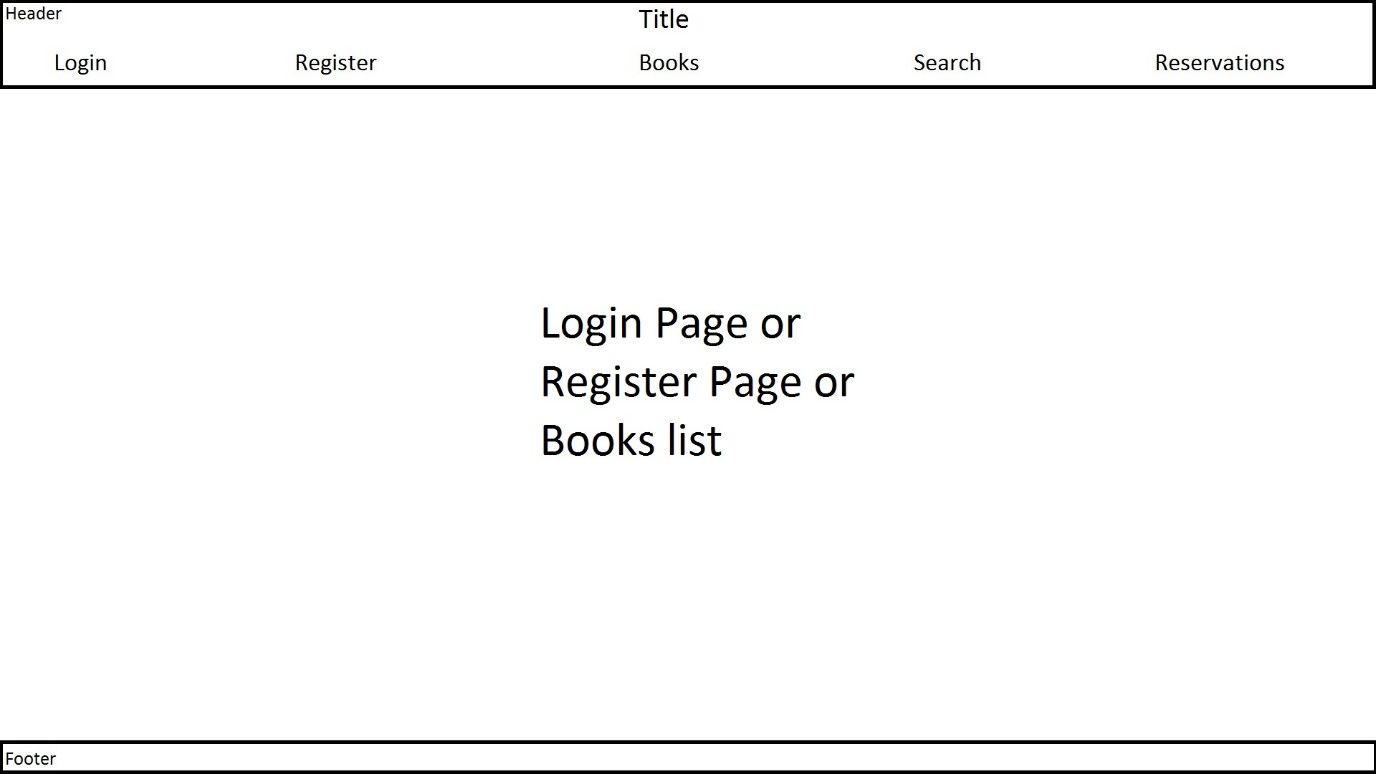 Header
Title
Login Register Books Search Reservations
Login Page or
Register Page or
Books list
Footer